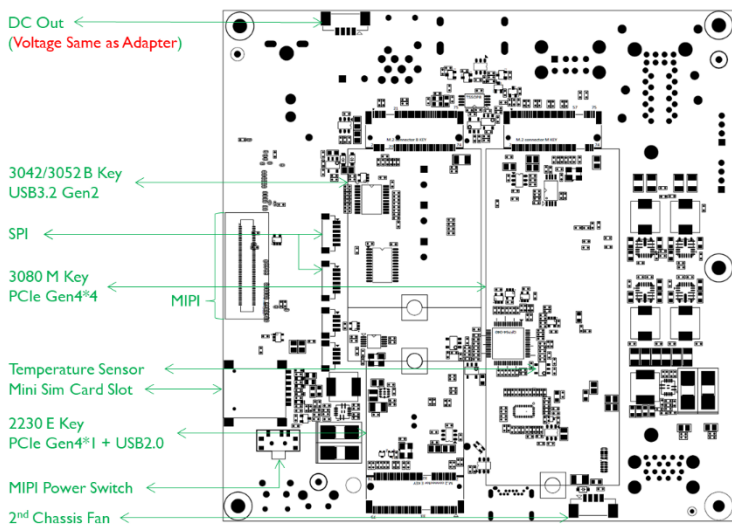 DC Out
(Voltage Same as Adapter)
3042/3052 B Key
USB3.2 Gen2
SPI
3080 M Key
PCIe Gen4*4
MIPI
Temperature Sensor
Mini Sim Card Slot
2230 E Key
PCIe Gen4*1 + USB2.0
MIPI Power Switch
2nd Chassis Fan